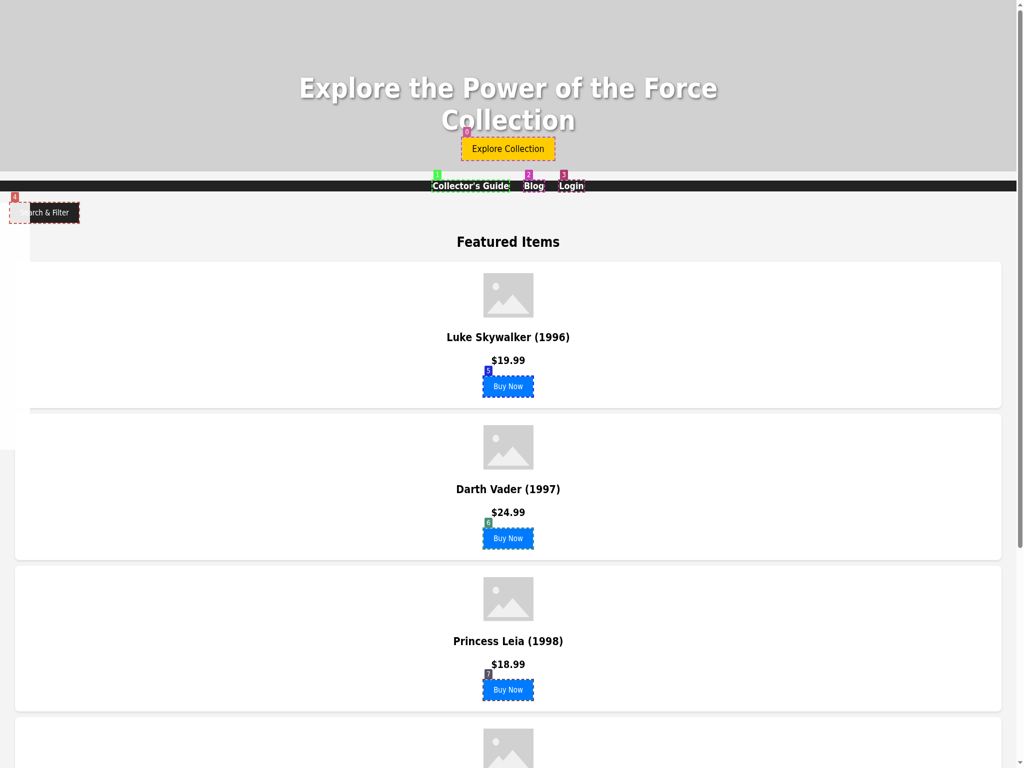 Explore the Power of the Force
Collection
0
Explore Collection
1
2
3
Collector's Guide
Blog
Login
4
Search & Filter
Featured Items
Luke Skywalker (1996)
$19.99
5
Buy Now
Darth Vader (1997)
$24.99
6
Buy Now
Princess Leia (1998)
$18.99
7
Buy Now